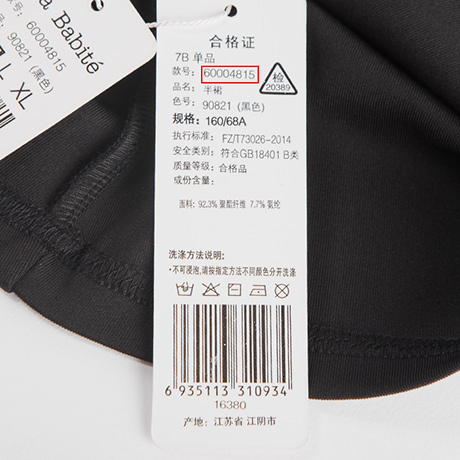 a Babité
号: 60004815
号: 90821 (黑色)
L XL
合格证
7B 单品
款号: 60004815
检
20389
品名: 半裙
色号: 90821 (黑色)
规格: 160/68A
执行标准: FZ/T73026-2014
安全类别: 符合GB18401 B类
质量等级: 合格品
成份含量:
面料: 92.3% 聚酯纤维 7.7% 氨纶
洗涤方法说明:
•不可浸泡,请按指定方法不同颜色分开洗涤
6 935113 310934
16380
产地: 江苏省 江阴市